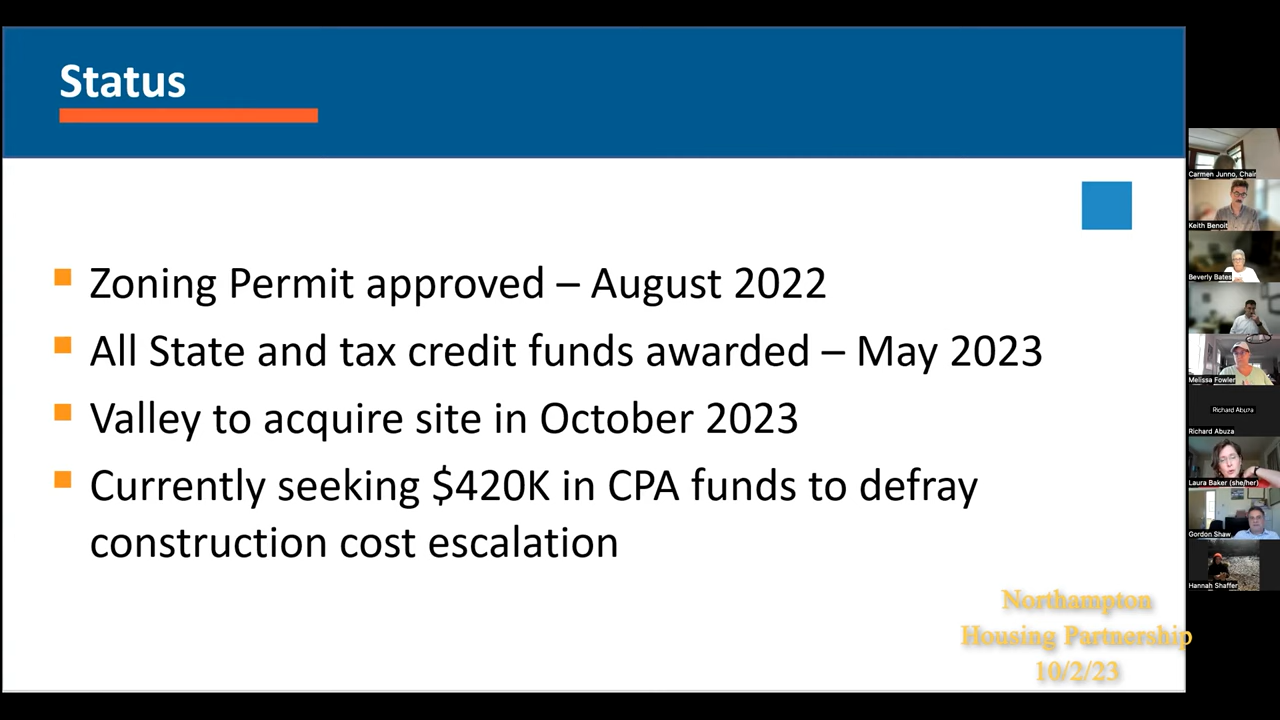 Status
Zoning Permit approved – August 2022
All State and tax credit funds awarded – May 2023
Valley to acquire site in October 2023
Currently seeking $420K in CPA funds to defray
construction cost escalation
Carmen Junno, Chair
Keith Benoit
Beverly Bates
Melissa Fowler
Richard Abuza
Richard Abuza
Laura Baker (she/her)
Gordon Shaw
Hannah Shaffer
Northampton
Housing Partnership
10/2/23